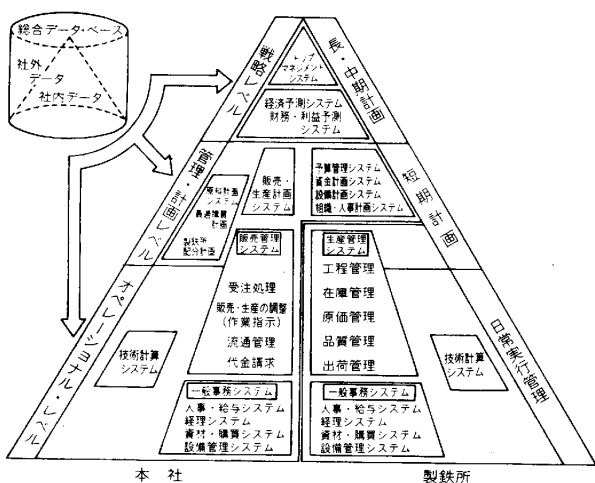 総合データ・ベース
社外
データ
社内データ
戦略レベル
長・中期計画
トップ
マネジメント
システム
経済予測システム
財務・利益予測
システム
管理・計画レベル
短期計画
原料計画
システム
最適購買
計画
製鉄所
配分計画
販売・
生産計画
システム
予算管理システム
資金計画システム
設備計画システム
組織・人事計画システム
オペレーショナル・レベル
日常実行管理
販売管理
システム
受注処理
販売・生産の調整
(作業指示)
流通管理
代金請求
生産管理
システム
工程管理
在庫管理
原価管理
品質管理
出荷管理
技術計算
システム
技術計算
システム
一般事務システム
人事・給与システム
経理システム
資材・購買システム
設備管理システム
一般事務システム
人事・給与システム
経理システム
資材・購買システム
設備管理システム
本社
製鉄所